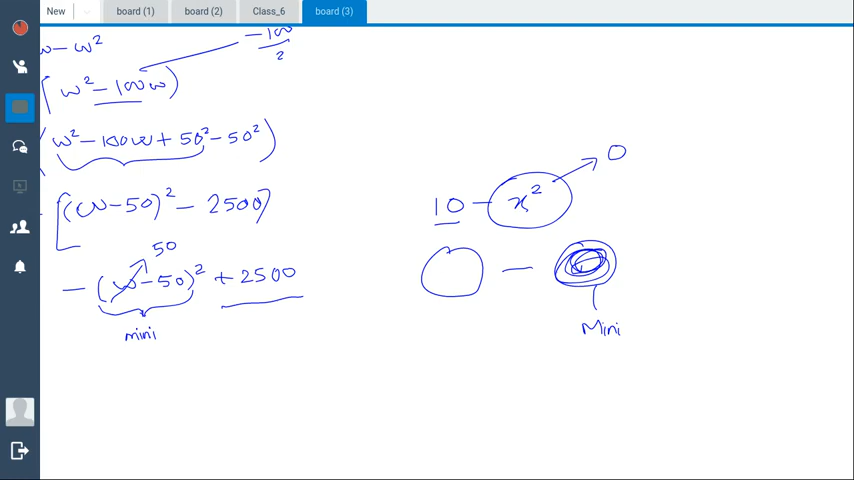 New board (1) board (2) Class_6 board (3)
- w²
-100
2
w² - 100w)
w² - 100w + 50² - 50²)
[(w-50)² - 2500]
50
- (w-50)² + 2500
mini
10 - x² → 0
-
Mini